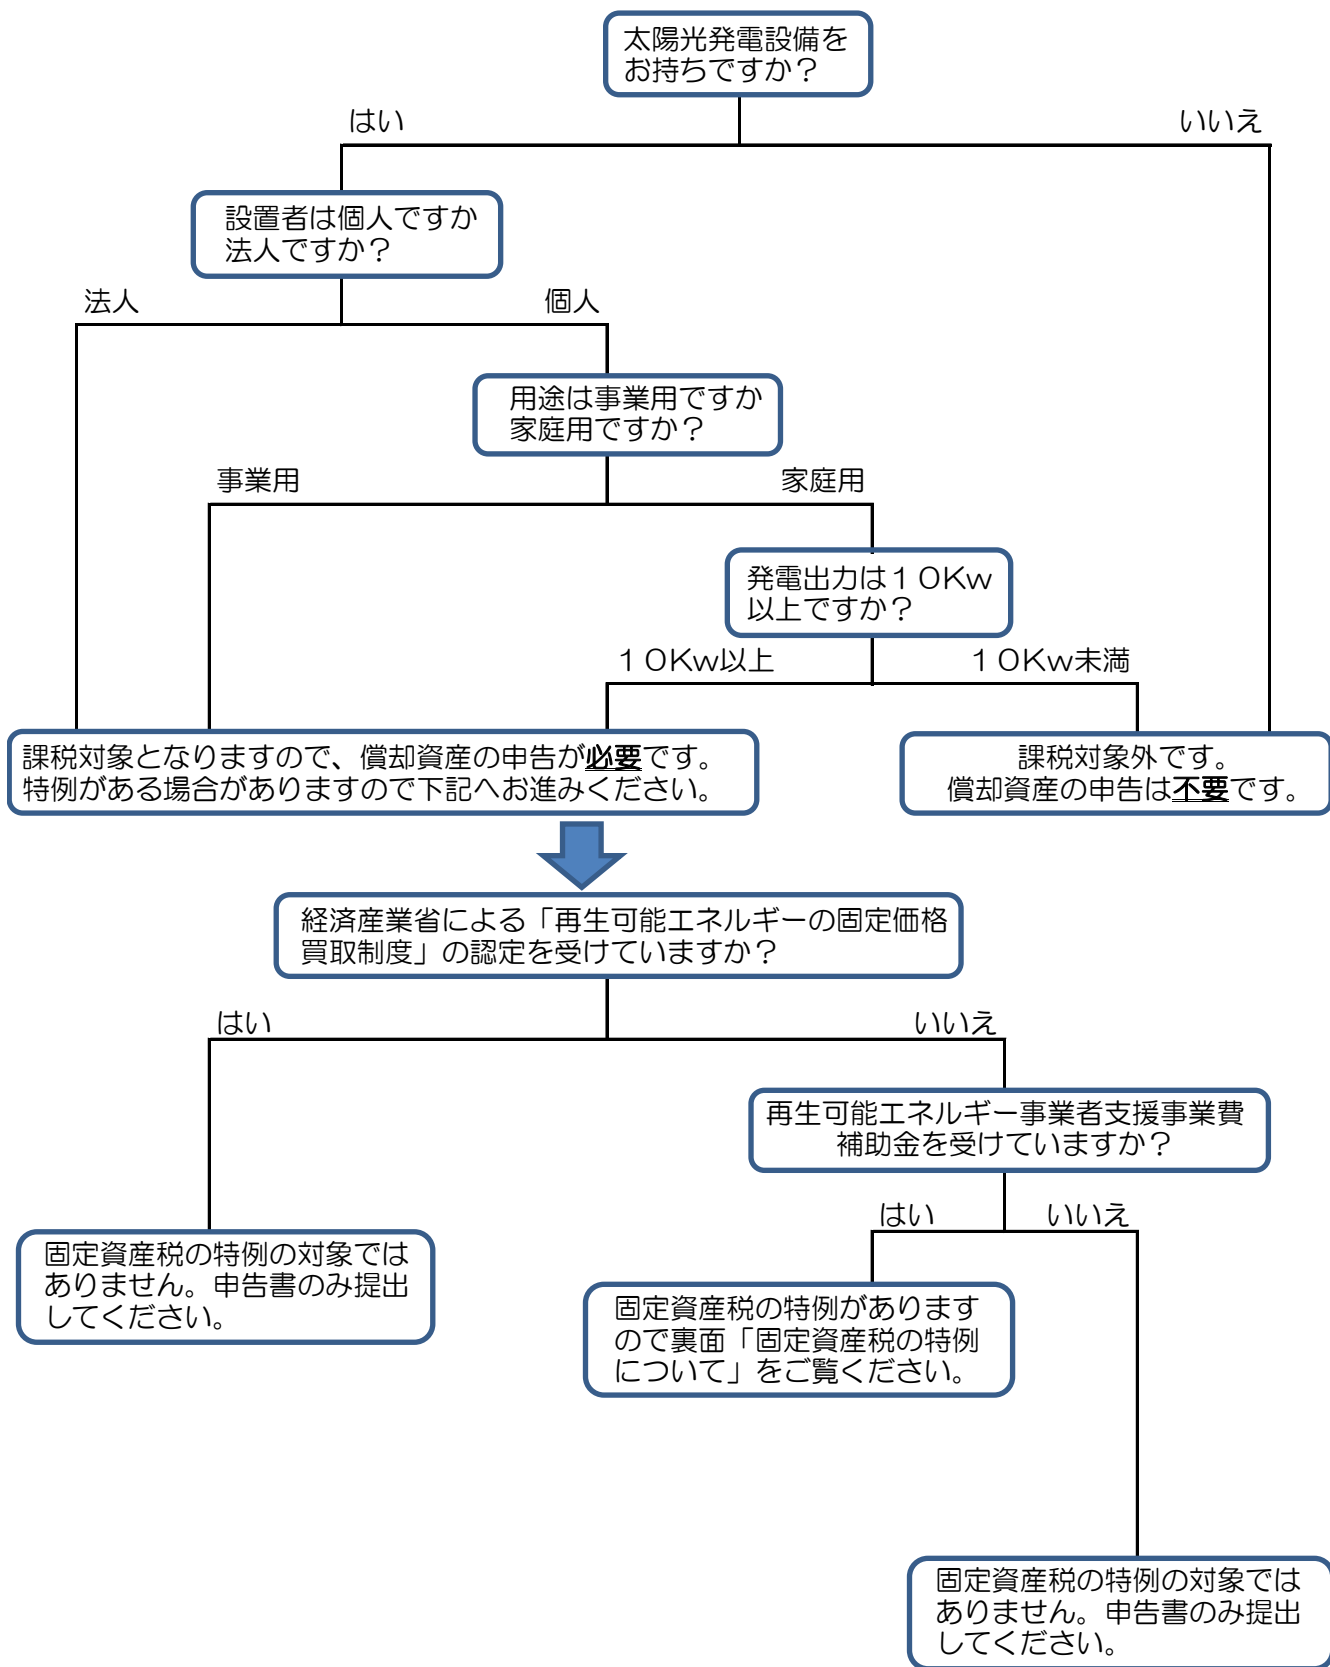 太陽光発電設備を
お持ちですか？
はい
いいえ
設置者は個人ですか
法人ですか？
法人
個人
用途は事業用ですか
家庭用ですか？
事業用
家庭用
発電出力は１０Kw
以上ですか？
１０Kw以上
１０Kw未満
課税対象となりますので、償却資産の申告が必要です。
特例がある場合がありますので下記へお進みください。
課税対象外です。
償却資産の申告は不要です。
経済産業省による「再生可能エネルギーの固定価格
買取制度」の認定を受けていますか？
はい
いいえ
再生可能エネルギー事業者支援事業費
補助金を受けていますか？
はい
いいえ
固定資産税の特例の対象では
ありません。申告書のみ提出
してください。
固定資産税の特例があります
ので裏面「固定資産税の特例
について」をご覧ください。
固定資産税の特例の対象では
ありません。申告書のみ提出
してください。